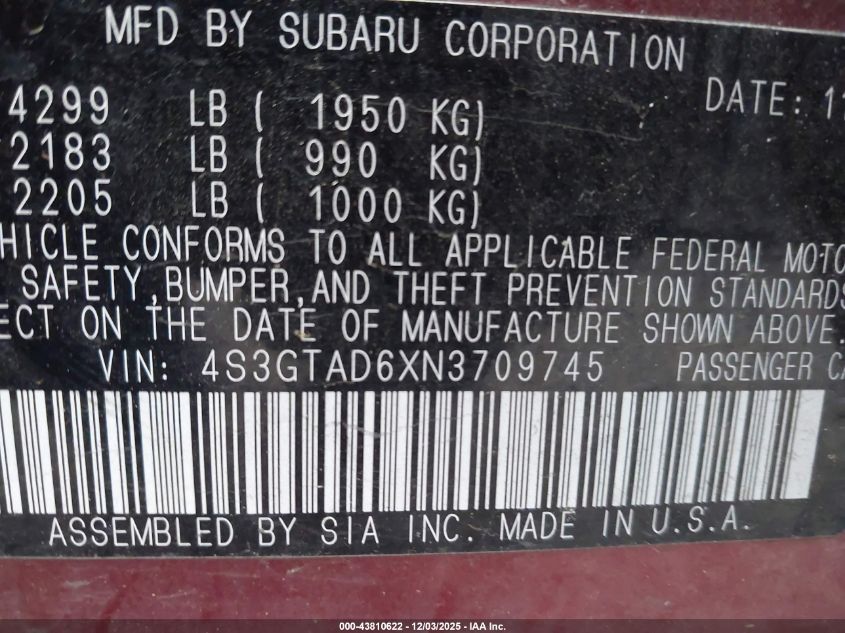 MFD BY SUBARU CORPORATION
DATE: 11
4299 LB ( 1950 KG)
2183 LB ( 990 KG)
2205 LB ( 1000 KG)
HICLE CONFORMS TO ALL APPLICABLE FEDERAL MOTO
SAFETY, BUMPER, AND THEFT PREVENTION STANDARDS
ECT ON THE DATE OF MANUFACTURE SHOWN ABOVE.
VIN: 4S3GTAD6XN3709745 PASSENGER CA
ASSEMBLED BY SIA INC. MADE IN U.S.A.
000-43810622 - 12/03/2025 - IAA Inc.